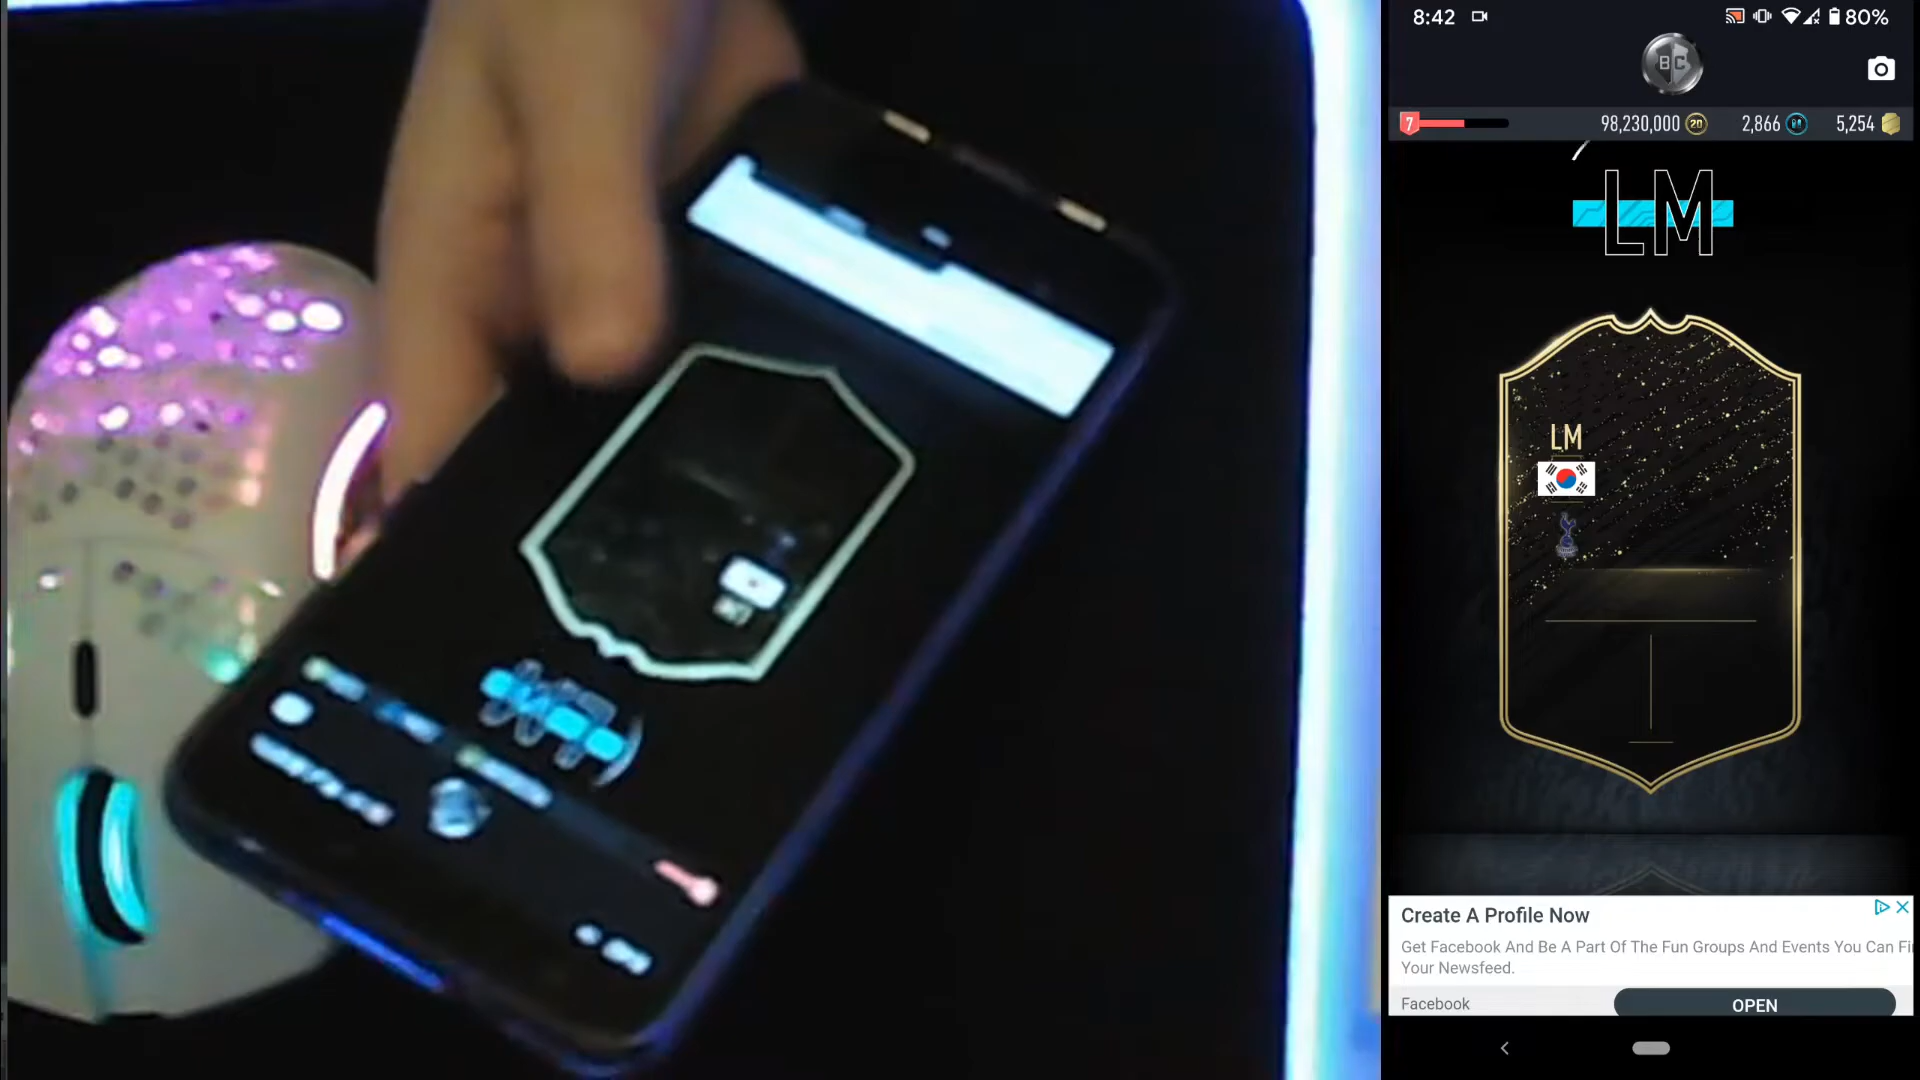 8:42
80%
BC
7
98,230,000
20
2,866
5,254
LM
LM
Create A Profile Now
Get Facebook And Be A Part Of The Fun Groups And Events You Can Fi
Your Newsfeed.
Facebook
OPEN